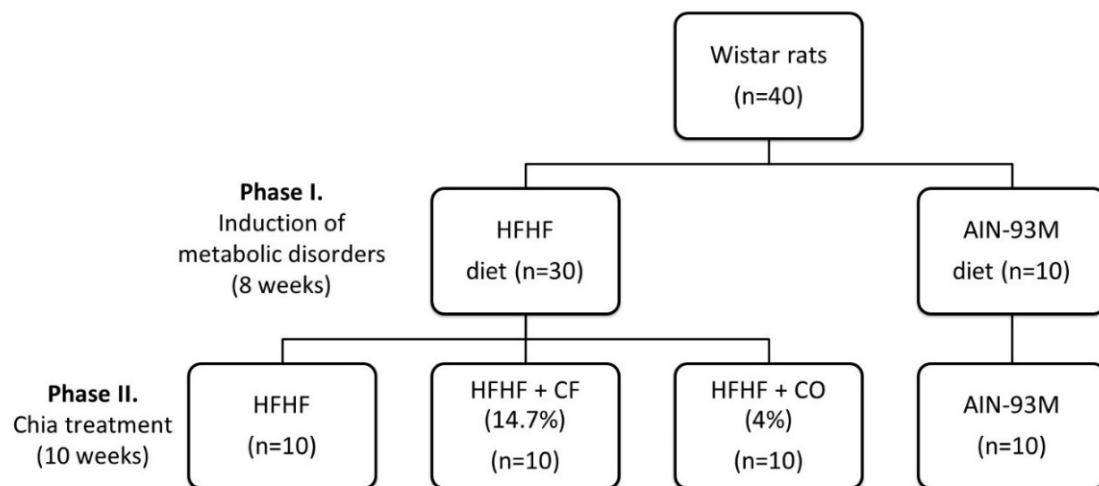 Wistar rats
(n=40)
Phase I.
Induction of
metabolic disorders
(8 weeks)
HFHF
diet (n=30)
AIN-93M
diet (n=10)
Phase II.
Chia treatment
(10 weeks)
HFHF
(n=10)
HFHF + CF
(14.7%)
(n=10)
HFHF + CO
(4%)
(n=10)
AIN-93M
(n=10)